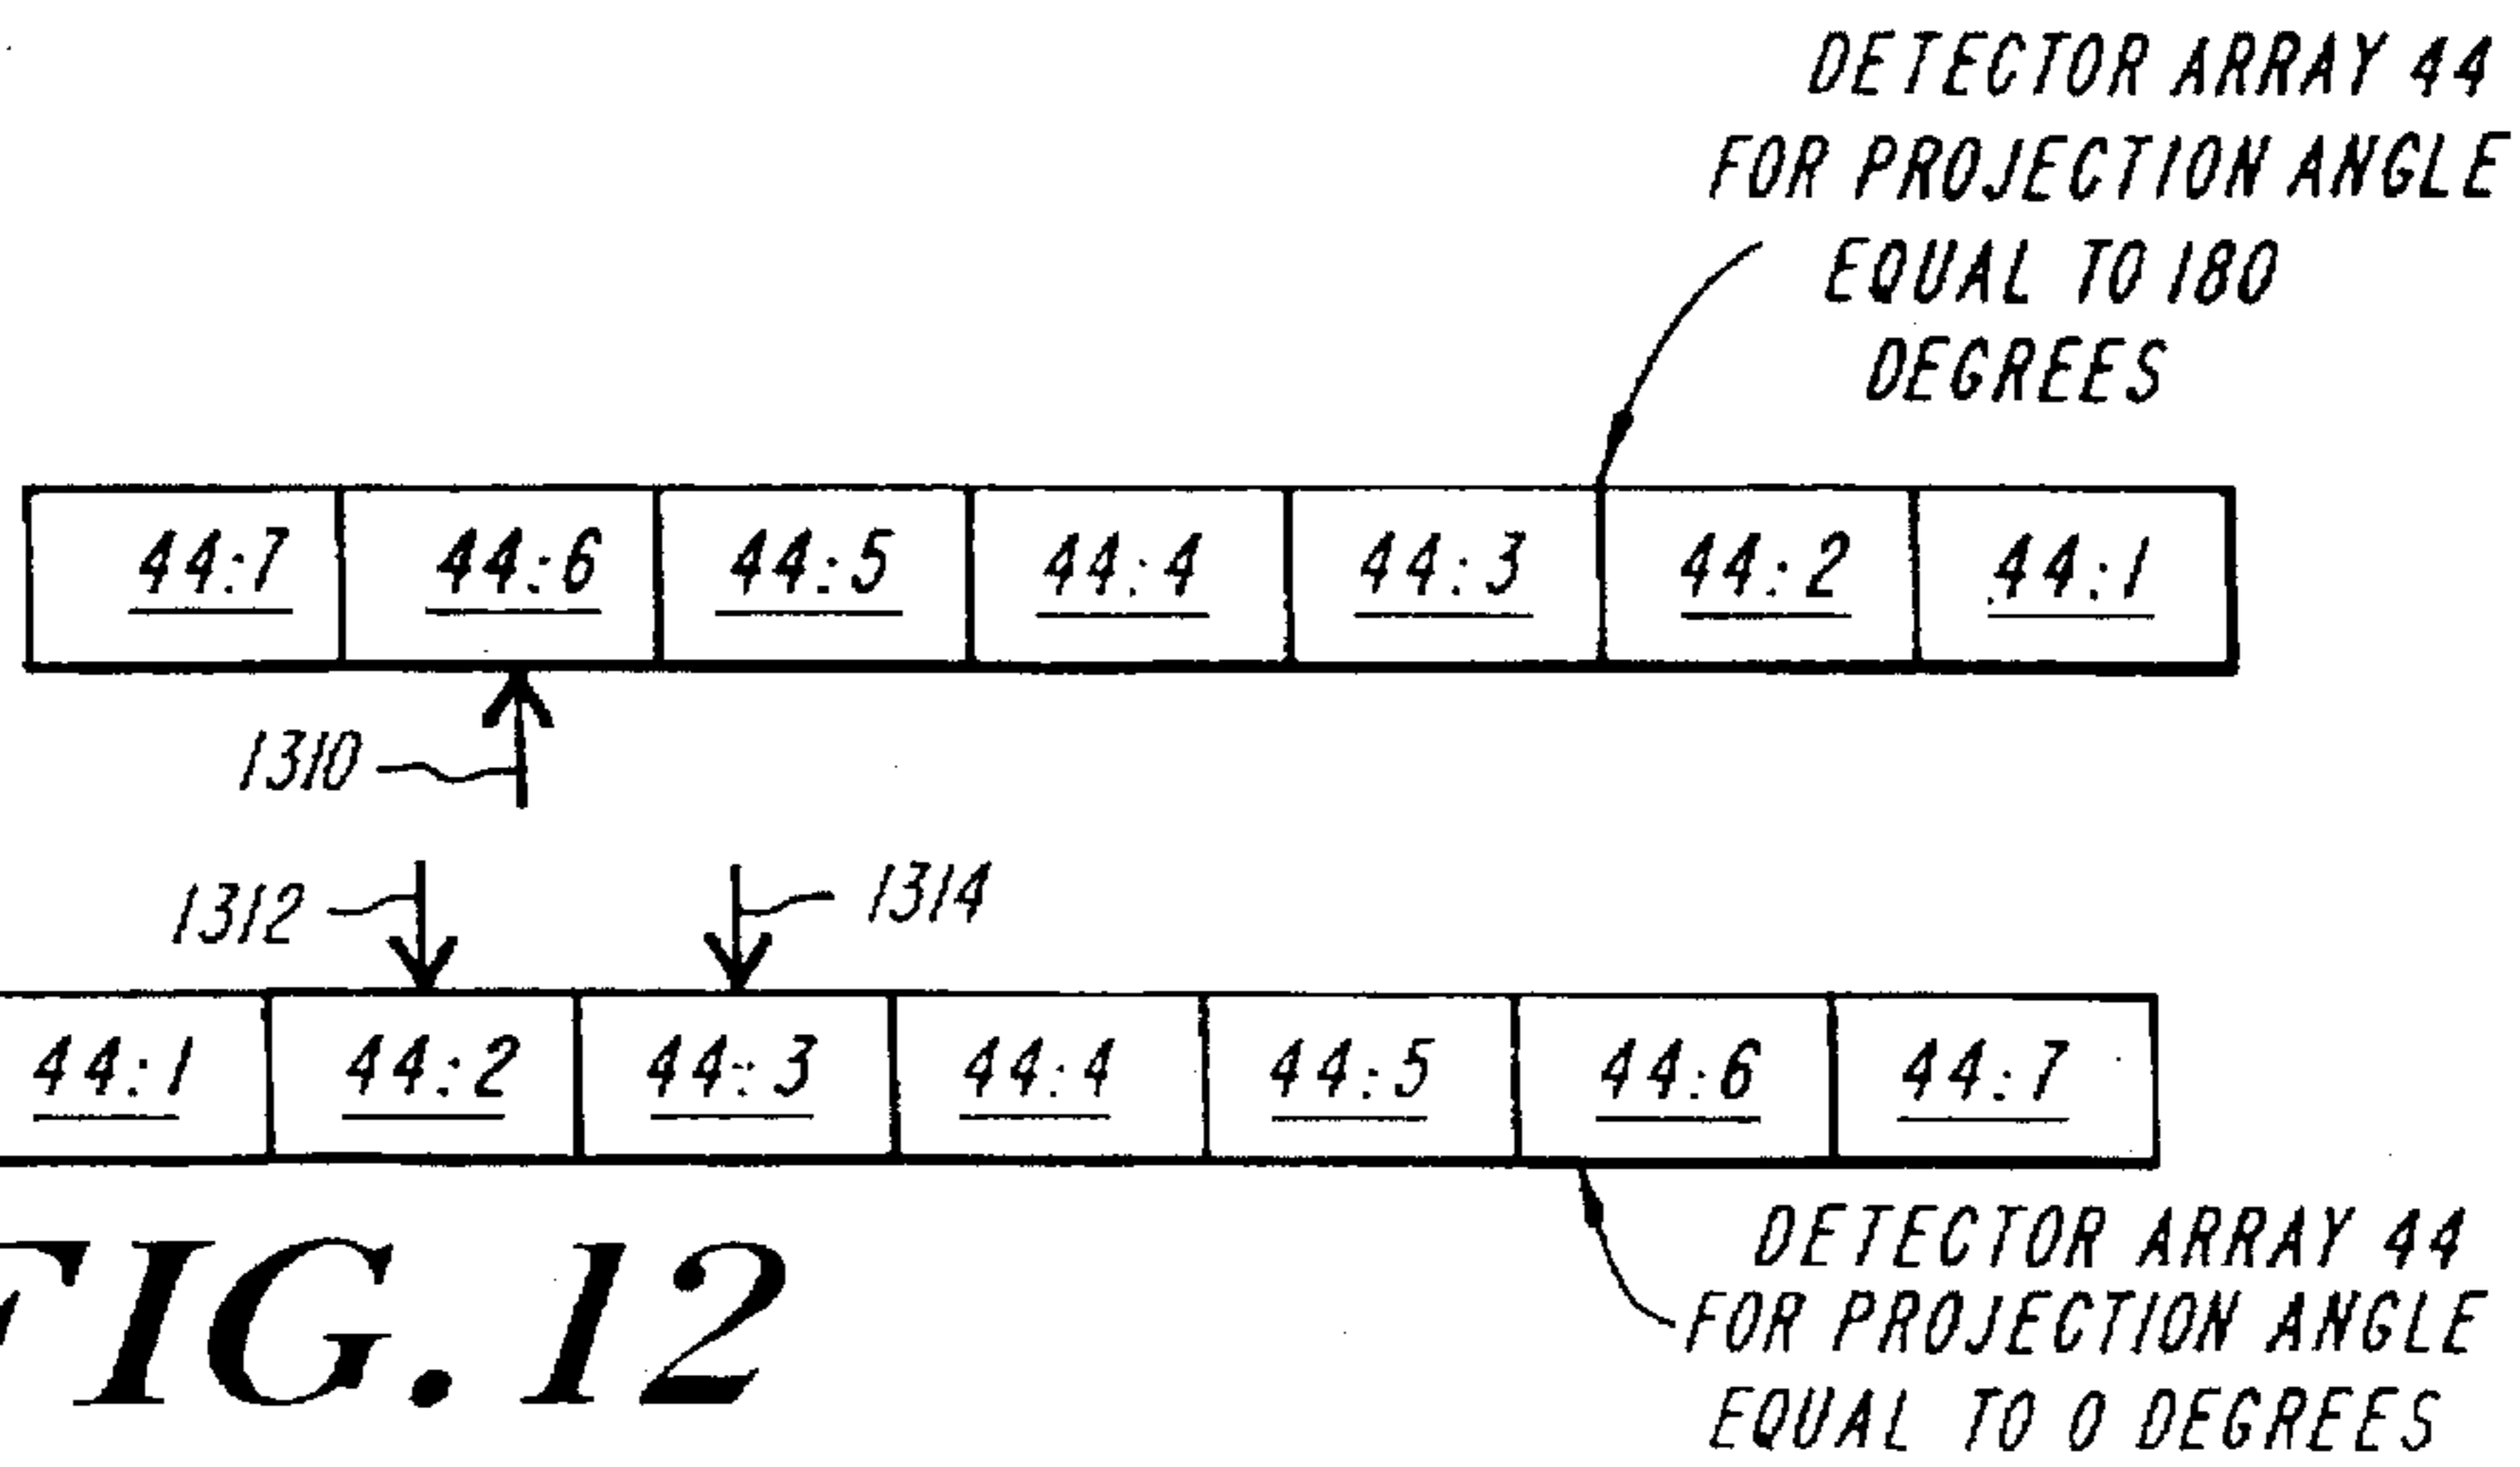 DETECTOR ARRAY 44
FOR PROJECTION ANGLE
EQUAL TO 180
DEGREES
44:7 44:6 44:5 44:4 44:3 44:2 44:1
1310
1312 1314
44:1 44:2 44:3 44:4 44:5 44:6 44:7
DETECTOR ARRAY 44
FOR PROJECTION ANGLE
EQUAL TO 0 DEGREES
FIG. 12